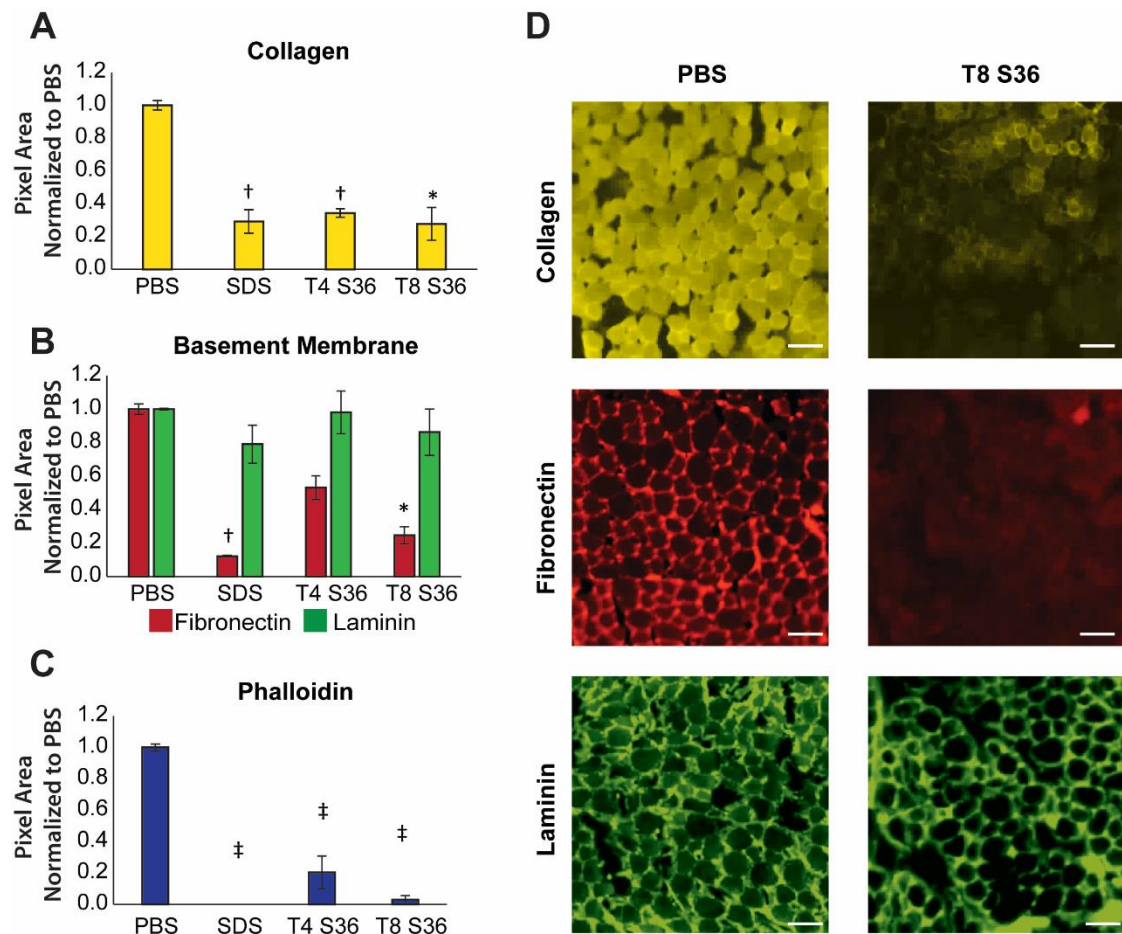 A
Collagen
Pixel Area
Normalized to PBS
1.2
1.0
0.8
0.6
0.4
0.2
0.0
†
†
*
PBS SDS T4 S36 T8 S36
B
Basement Membrane
Pixel Area
Normalized to PBS
1.2
1.0
0.8
0.6
0.4
0.2
0.0
†
*
PBS SDS T4 S36 T8 S36
Fibronectin Laminin
C
Phalloidin
Pixel Area
Normalized to PBS
1.2
1.0
0.8
0.6
0.4
0.2
0.0
‡
‡
‡
PBS SDS T4 S36 T8 S36
D
PBS T8 S36
Collagen
Fibronectin
Laminin